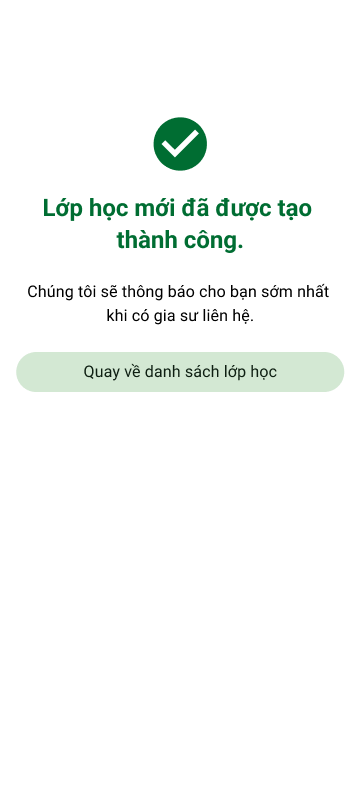 Lớp học mới đã được tạo
thành công.
Chúng tôi sẽ thông báo cho bạn sớm nhất
khi có gia sư liên hệ.
Quay về danh sách lớp học